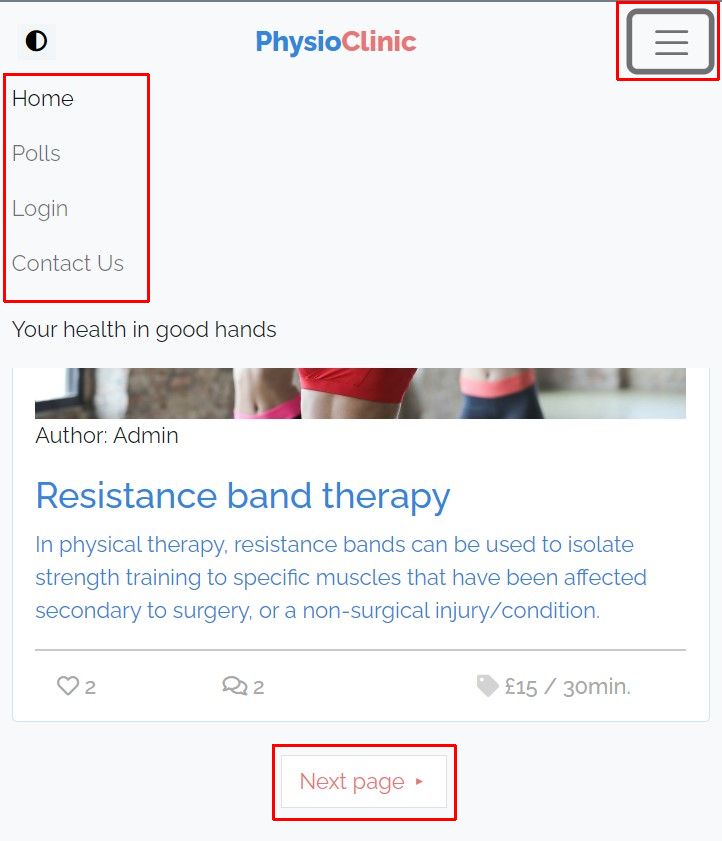 PhysioClinic
Home
Polls
Login
Contact Us
Your health in good hands
Author: Admin
Resistance band therapy
In physical therapy, resistance bands can be used to isolate
strength training to specific muscles that have been affected
secondary to surgery, or a non-surgical injury/condition.
2 2 £15 / 30min.
Next page ▸